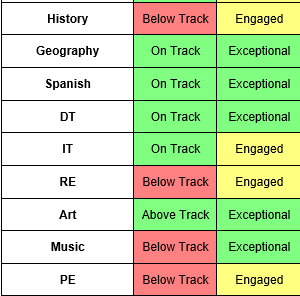 History Below Track Engaged
Geography On Track Exceptional
Spanish On Track Exceptional
DT On Track Exceptional
IT On Track Engaged
RE Below Track Engaged
Art Above Track Exceptional
Music Below Track Exceptional
PE Below Track Engaged